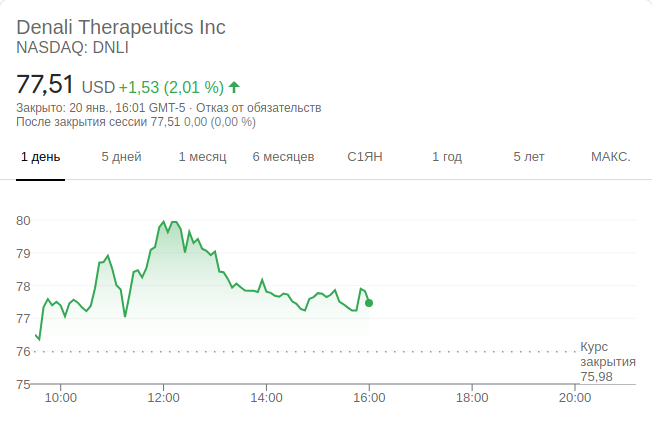 Denali Therapeutics Inc
NASDAQ: DNLI
77,51 USD +1,53 (2,01 %)
Закрыто: 20 янв., 16:01 GMT-5 · Отказ от обязательств
После закрытия сессии 77,51 0,00 (0,00 %)
1 день 5 дней 1 месяц 6 месяцев С1ЯН 1 год 5 лет МАКС.
80
79
78
77
76
Курс
закрытия
75,98
75
10:00 12:00 14:00 16:00 18:00 20:00